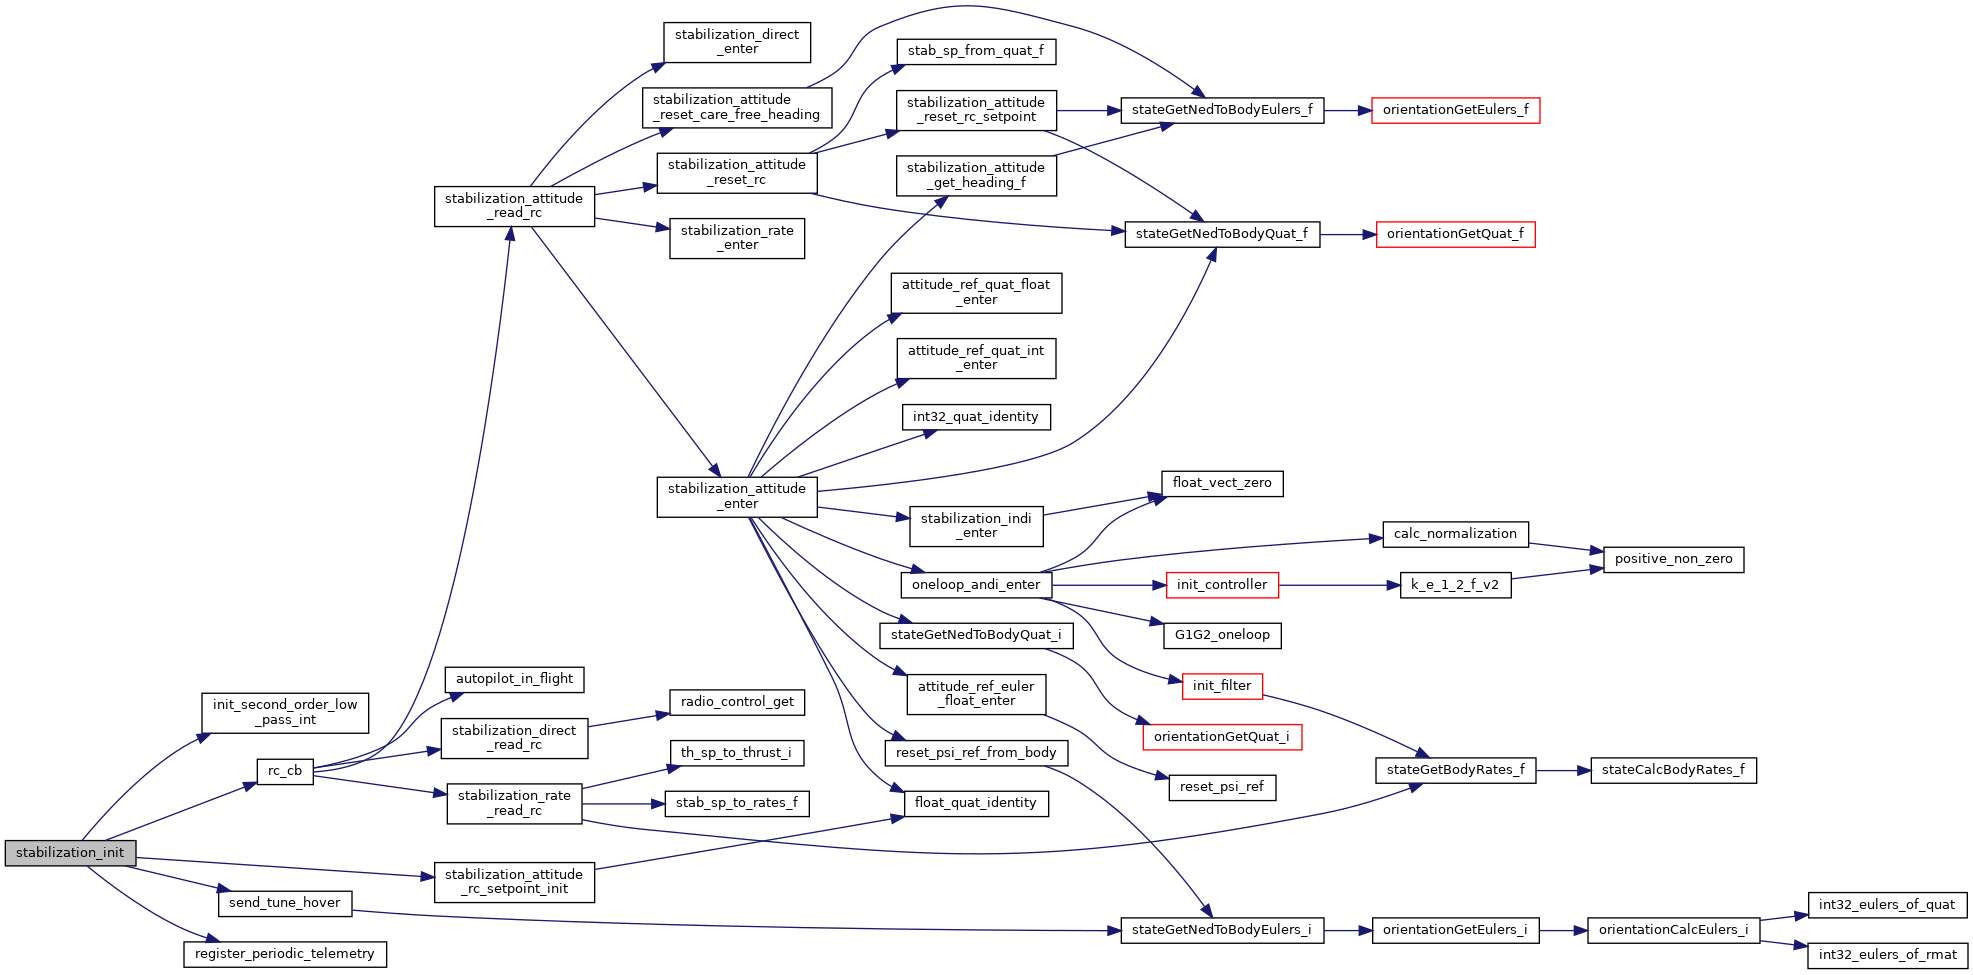 stabilization_direct
_enter
stab_sp_from_quat_f
stabilization_attitude
_reset_care_free_heading
stabilization_attitude
_reset_rc_setpoint
stateGetNedToBodyEulers_f
orientationGetEulers_f
stabilization_attitude
_reset_rc
stabilization_attitude
_get_heading_f
stabilization_attitude
_read_rc
stabilization_rate
_enter
stateGetNedToBodyQuat_f
orientationGetQuat_f
attitude_ref_quat_float
_enter
attitude_ref_quat_int
_enter
int32_quat_identity
stabilization_attitude
_enter
float_vect_zero
stabilization_indi
_enter
calc_normalization
positive_non_zero
oneloop_andi_enter
init_controller
k_e_1_2_f_v2
stateGetNedToBodyQuat_i
G1G2_oneloop
autopilot_in_flight
attitude_ref_euler
_float_enter
init_filter
init_second_order_low
_pass_int
radio_control_get
stabilization_direct
_read_rc
orientationGetQuat_i
th_sp_to_thrust_i
reset_psi_ref_from_body
rc_cb
stateGetBodyRates_f
stateCalcBodyRates_f
reset_psi_ref
stabilization_rate
_read_rc
stab_sp_to_rates_f
float_quat_identity
stabilization_init
stabilization_attitude
_rc_setpoint_init
send_tune_hover
int32_eulers_of_quat
stateGetNedToBodyEulers_i
orientationGetEulers_i
orientationCalcEulers_i
register_periodic_telemetry
int32_eulers_of_rmat